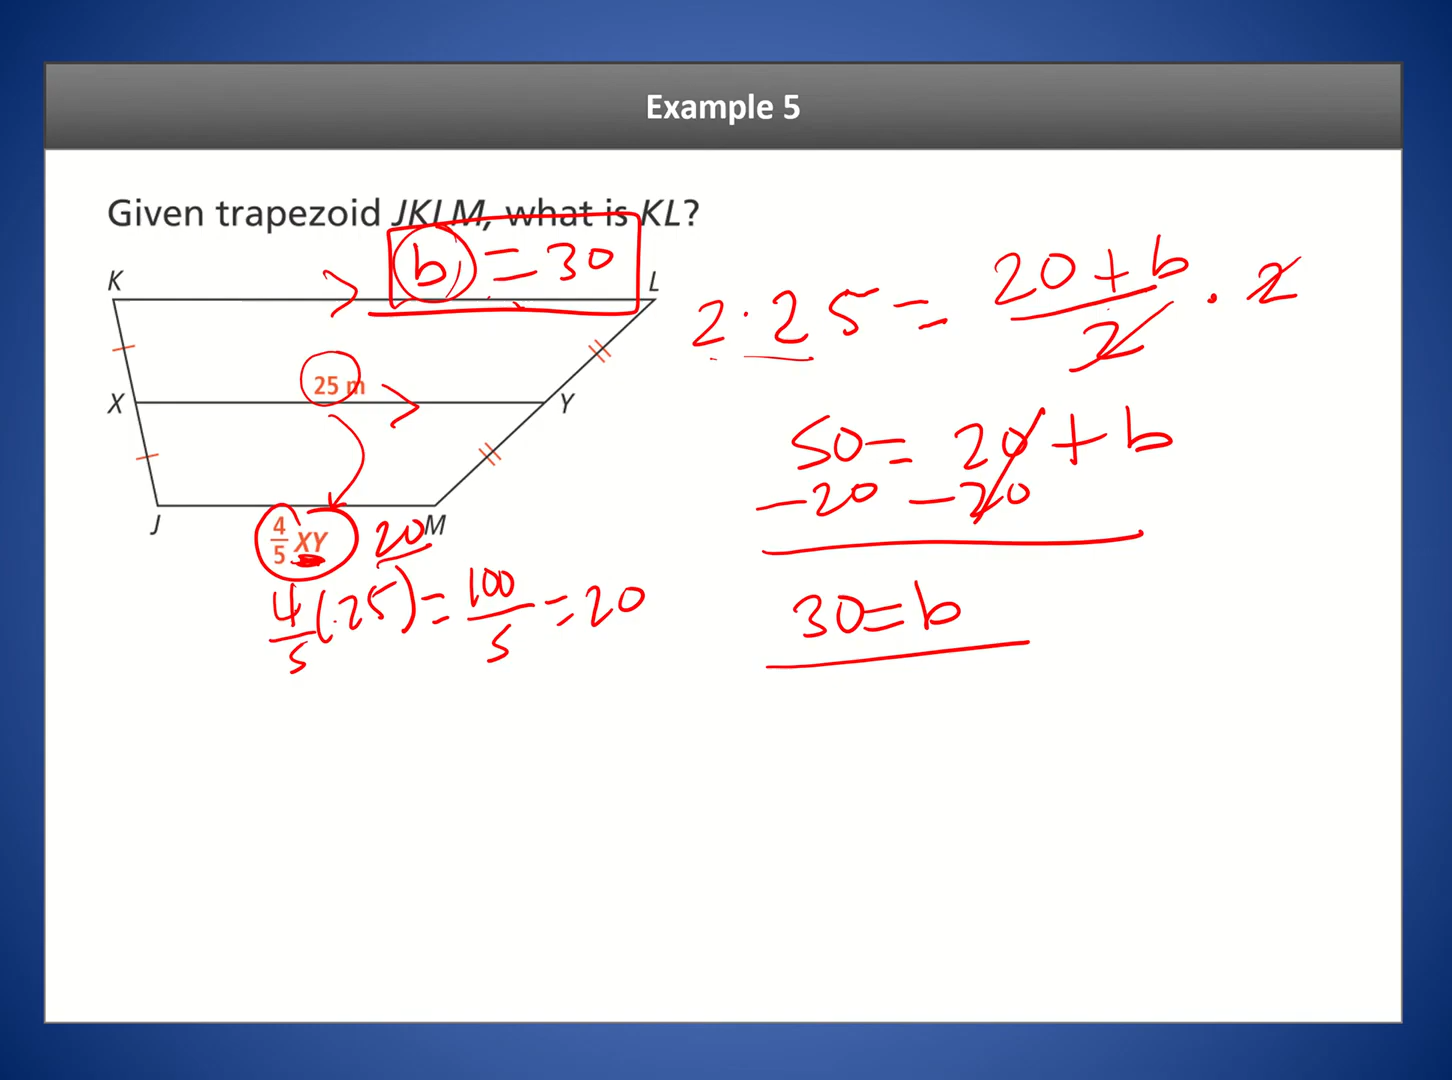 Example 5
Given trapezoid JKLM, what is KL?
b = 30
K
L
2 · 25 = (20 + b)/2 · 2
25 m
X
Y
50 = 20 + b
-20 -20
J
M
4/5 XY
20
4/5 (.25) = 100/5 = 20
30 = b